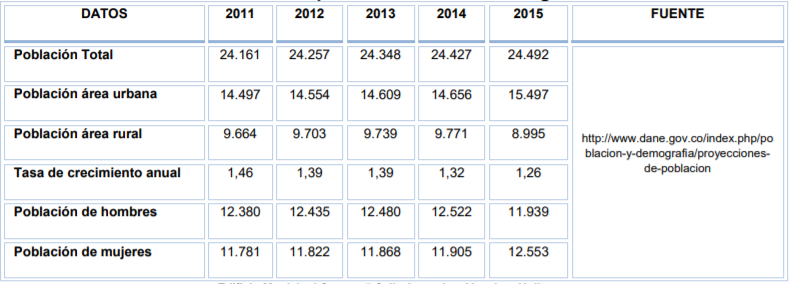 DATOS 2011 2012 2013 2014 2015 FUENTE
Población Total 24.161 24.257 24.348 24.427 24.492
Población área urbana 14.497 14.554 14.609 14.656 15.497
Población área rural 9.664 9.703 9.739 9.771 8.995
http://www.dane.gov.co/index.php/po
blacion-y-demografia/proyecciones-
de-poblacion
Tasa de crecimiento anual 1,46 1,39 1,39 1,32 1,26
Población de hombres 12.380 12.435 12.480 12.522 11.939
Población de mujeres 11.781 11.822 11.868 11.905 12.553